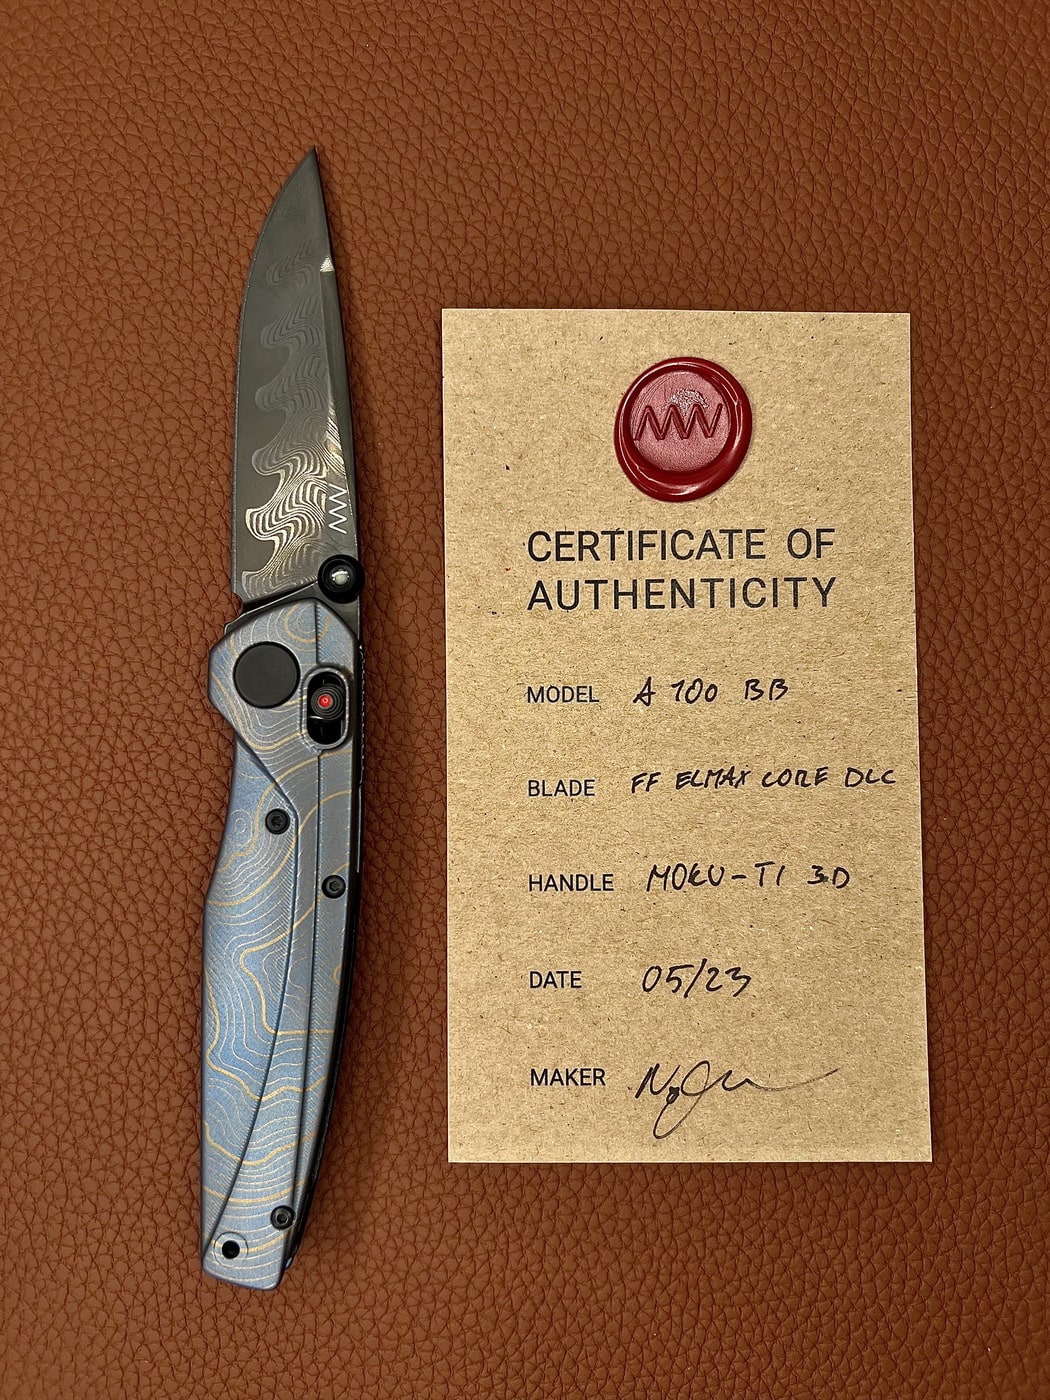 CERTIFICATE OF
AUTHENTICITY
MODEL A 100 BB
BLADE FF ELMAX CORE DLC
HANDLE MOKU-TI 3D
DATE 05/23
MAKER